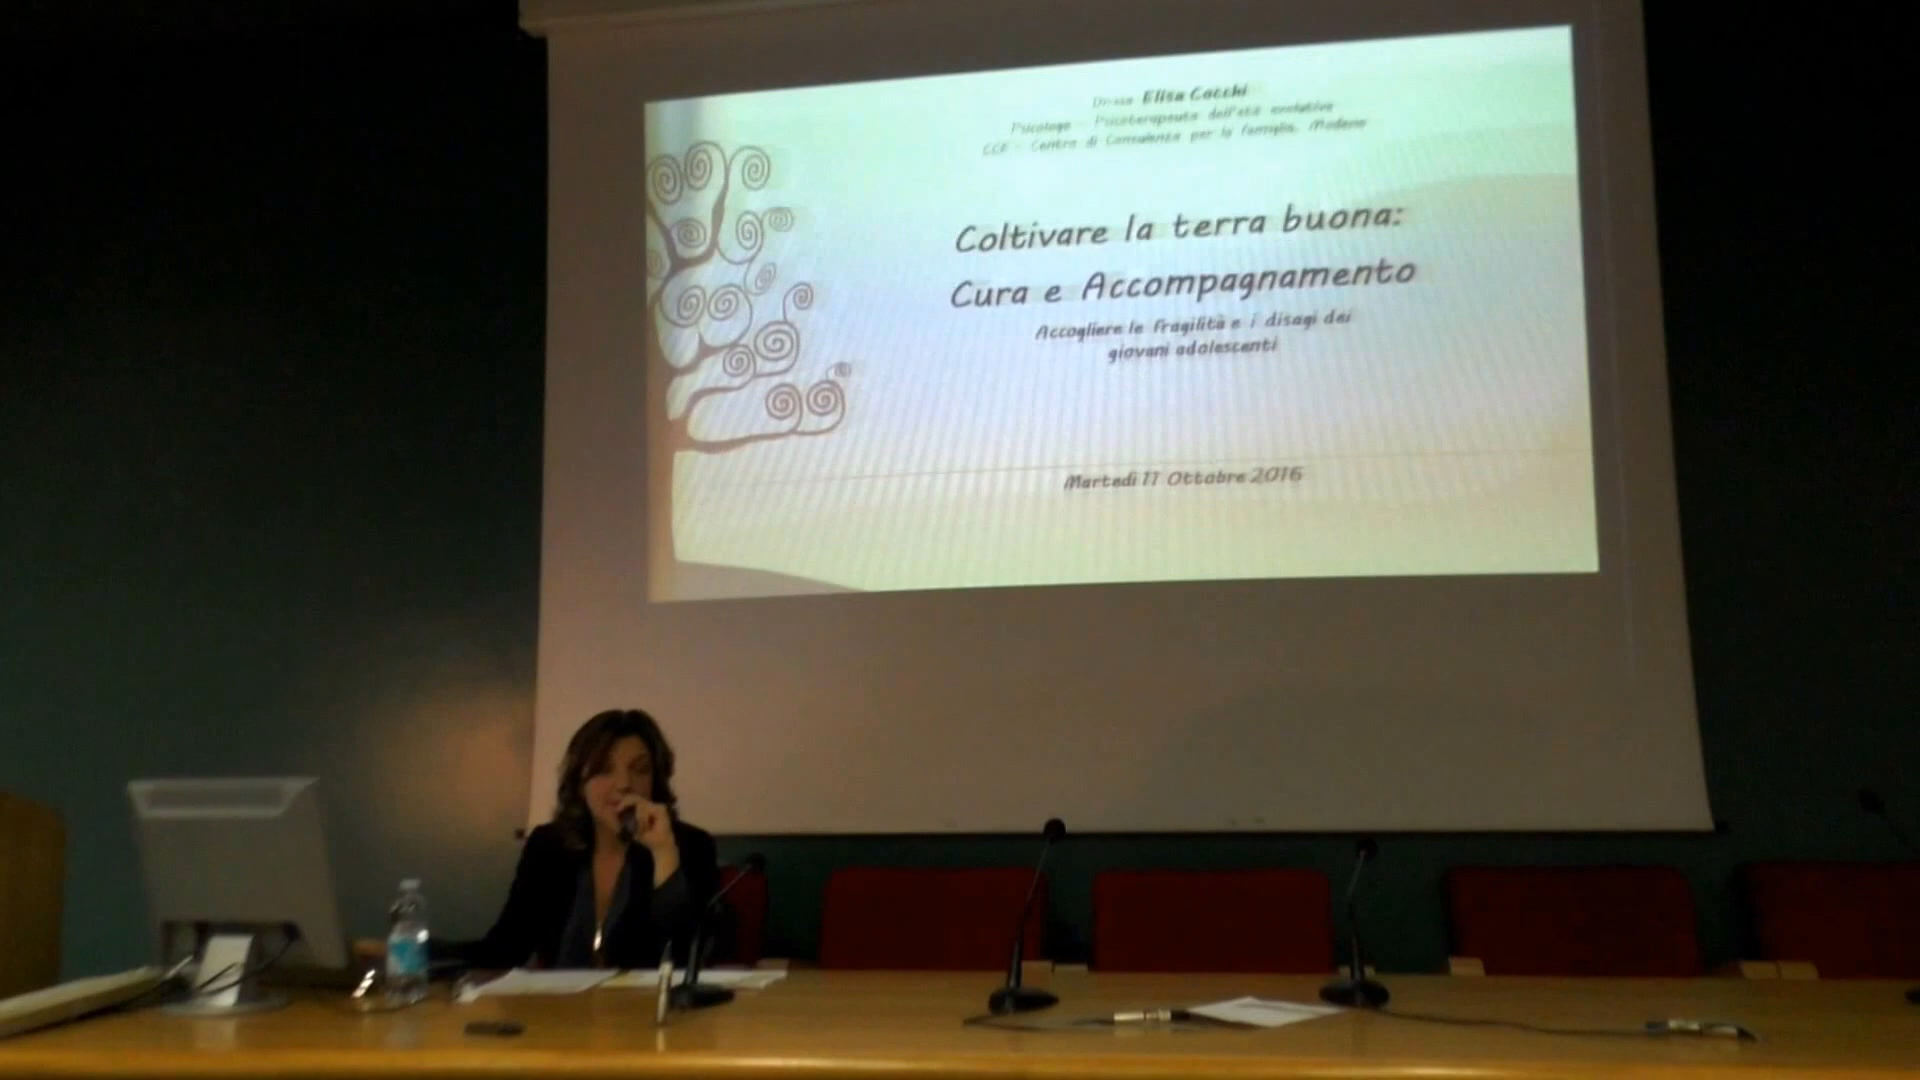 Dr.ssa Elisa Cocchi
Psicologa - Psicoterapeuta dell'età evolutiva
CCF - Centro di Consulenza per la famiglia, Modena
Coltivare la terra buona:
Cura e Accompagnamento
Accogliere le fragilità e i disagi dei
giovani adolescenti
Martedì 11 Ottobre 2016